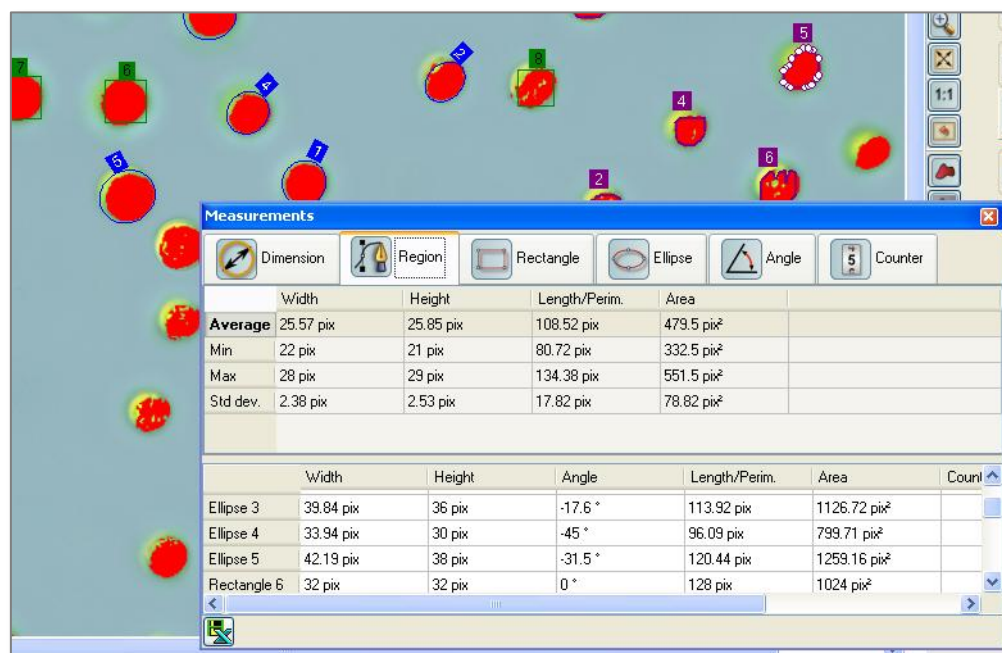 5
2
7
6
8
4
4
5
1
6
2
1:1
Measurements
Dimension Region Rectangle Ellipse 5 Angle Counter
Width Height Length/Perim. Area
Average 25.57 pix 25.85 pix 108.52 pix 479.5 pix²
Min 22 pix 21 pix 80.72 pix 332.5 pix²
Max 28 pix 29 pix 134.38 pix 551.5 pix²
Std dev. 2.38 pix 2.53 pix 17.82 pix 78.82 pix²
Width Height Angle Length/Perim. Area Count
Ellipse 3 39.84 pix 36 pix -17.6 ° 113.92 pix 1126.72 pix²
Ellipse 4 33.94 pix 30 pix -45 ° 96.09 pix 799.71 pix²
Ellipse 5 42.19 pix 38 pix -31.5 ° 120.44 pix 1259.16 pix²
Rectangle 6 32 pix 32 pix 0 ° 128 pix 1024 pix²